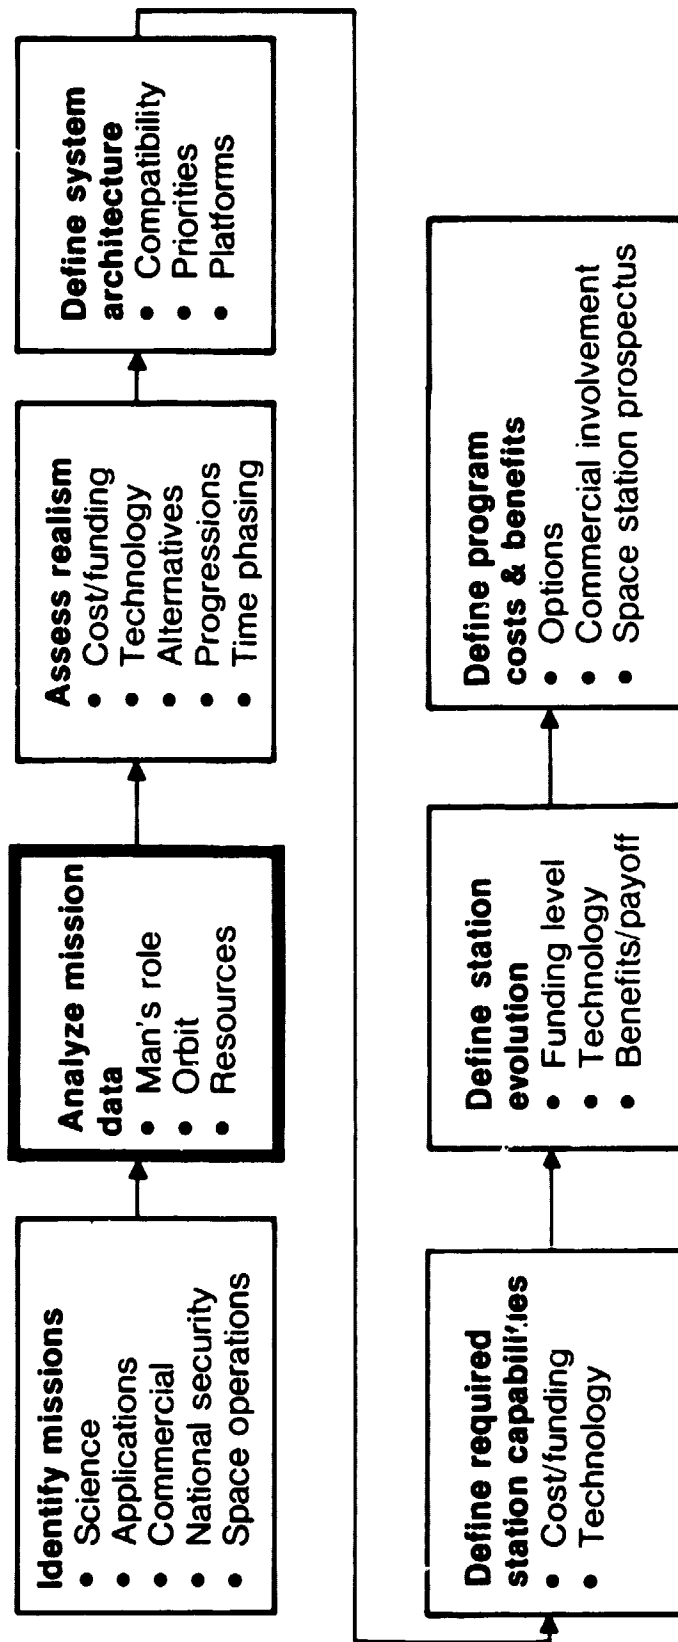 Identify missions
• Science
• Applications
• Commercial
• National security
• Space operations
Analyze mission
data
• Man's role
• Orbit
• Resources
Assess realism
• Cost/funding
• Technology
• Alternatives
• Progressions
• Time phasing
Define system
architecture
• Compatibility
• Priorities
• Platforms
Define required
station capabilities
• Cost/funding
• Technology
Define station
evolution
• Funding level
• Technology
• Benefits/payoff
Define program
costs & benefits
• Options
• Commercial involvement
• Space station prospectus